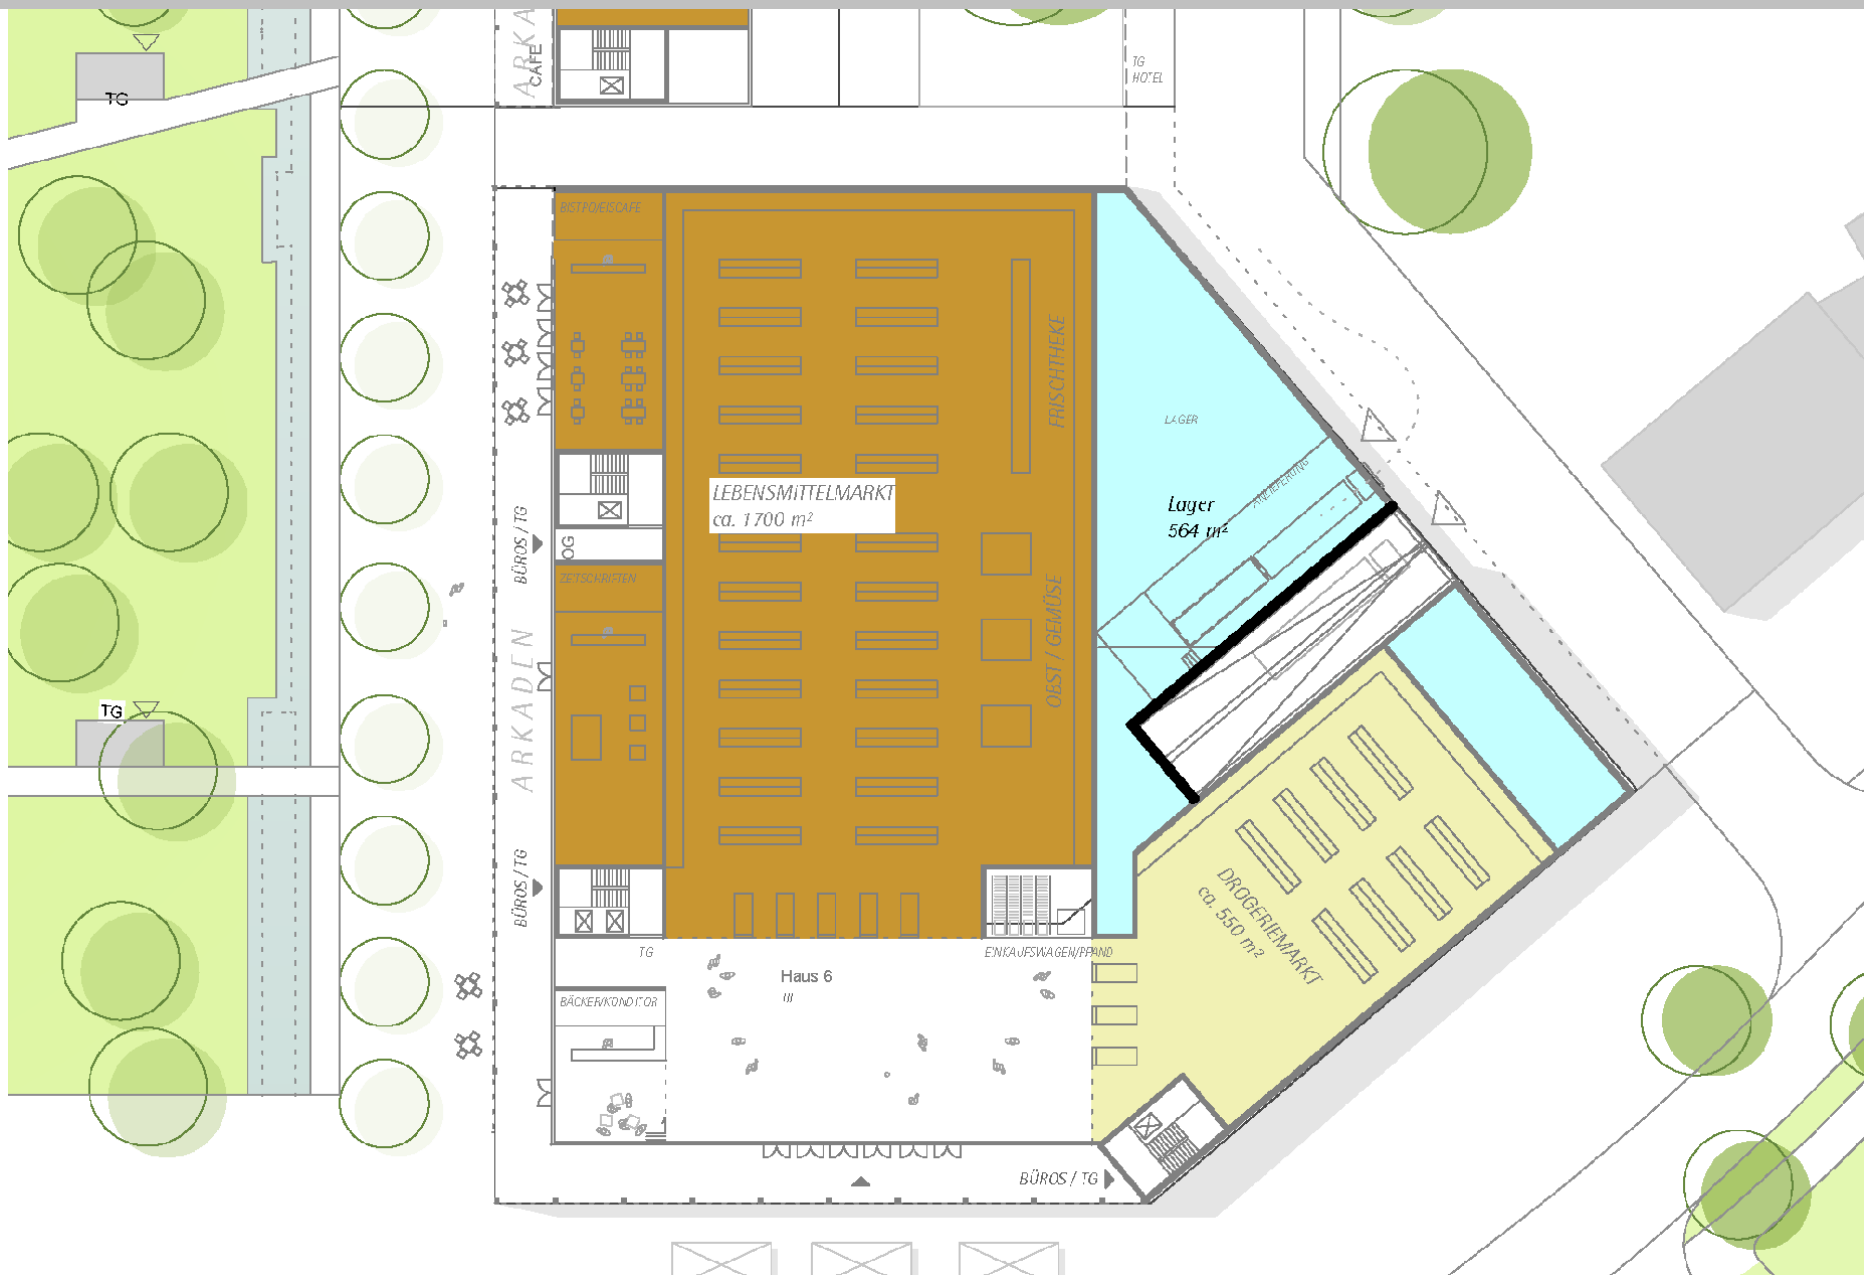 ARKA
CAFE
TG
HOTEL
TG
BISTRO/EISCAFE
FRISCHTHEKE
LAGER
ANLIEFERUNG
LEBENSMITTELMARKT
ca. 1700 m²
Lager
564 m²
BÜROS / TG
OG
ZEITSCHRIFTEN
OBST / GEMÜSE
ARKADEN
TG
BÜROS / TG
DROGERIEMARKT
ca. 550 m²
TG
EINKAUFSWAGEN/PFAND
Haus 6
III
BÄCKER/KONDITOR
BÜROS / TG